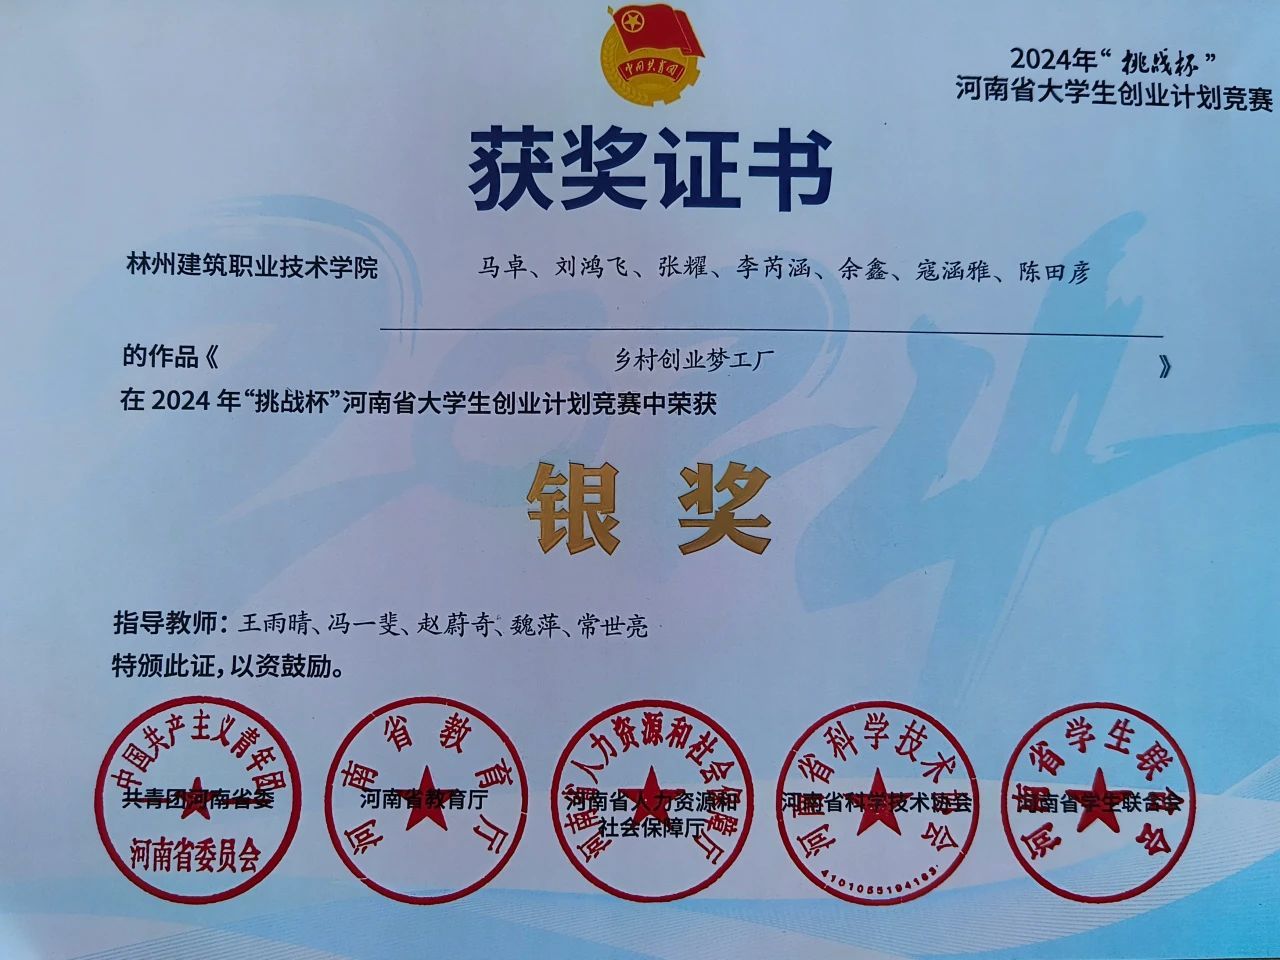 中国共青团
2024年“挑战杯”
河南省大学生创业计划竞赛
获奖证书
林州建筑职业技术学院 马卓、刘鸿飞、张耀、李芮涵、余鑫、寇涵雅、陈田彦
的作品《 乡村创业梦工厂 》
在 2024 年“挑战杯”河南省大学生创业计划竞赛中荣获
银奖
指导教师：王雨晴、冯一斐、赵蔚奇、魏萍、常世亮
特颁此证，以资鼓励。
中国共产主义青年团
共青团河南省委
河南省委员会
河南省教育厅
河南省教育厅
河南省人力资源和社会保障厅
河南省人力资源和
社会保障厅
河南省科学技术协会
河南省科学技术协会
4101055194163
河南省学生联合会
河南省学生联合会